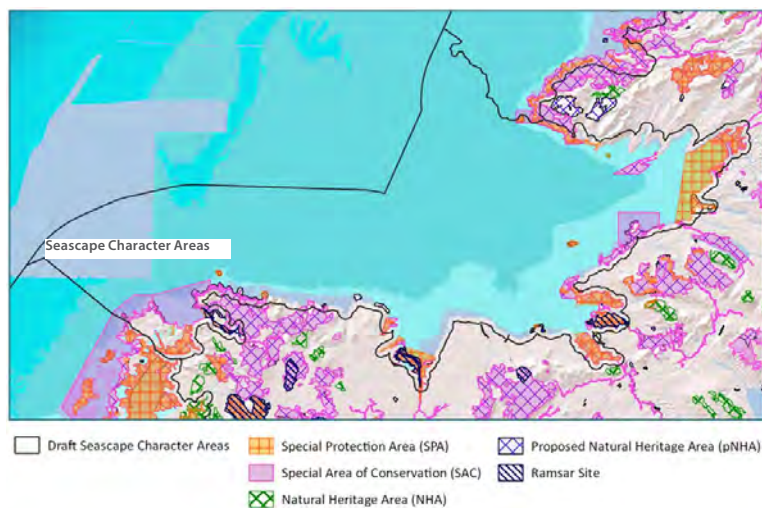 Seascape Character Areas
Draft Seascape Character Areas
Special Protection Area (SPA)
Proposed Natural Heritage Area (pNHA)
Special Area of Conservation (SAC)
Ramsar Site
Natural Heritage Area (NHA)